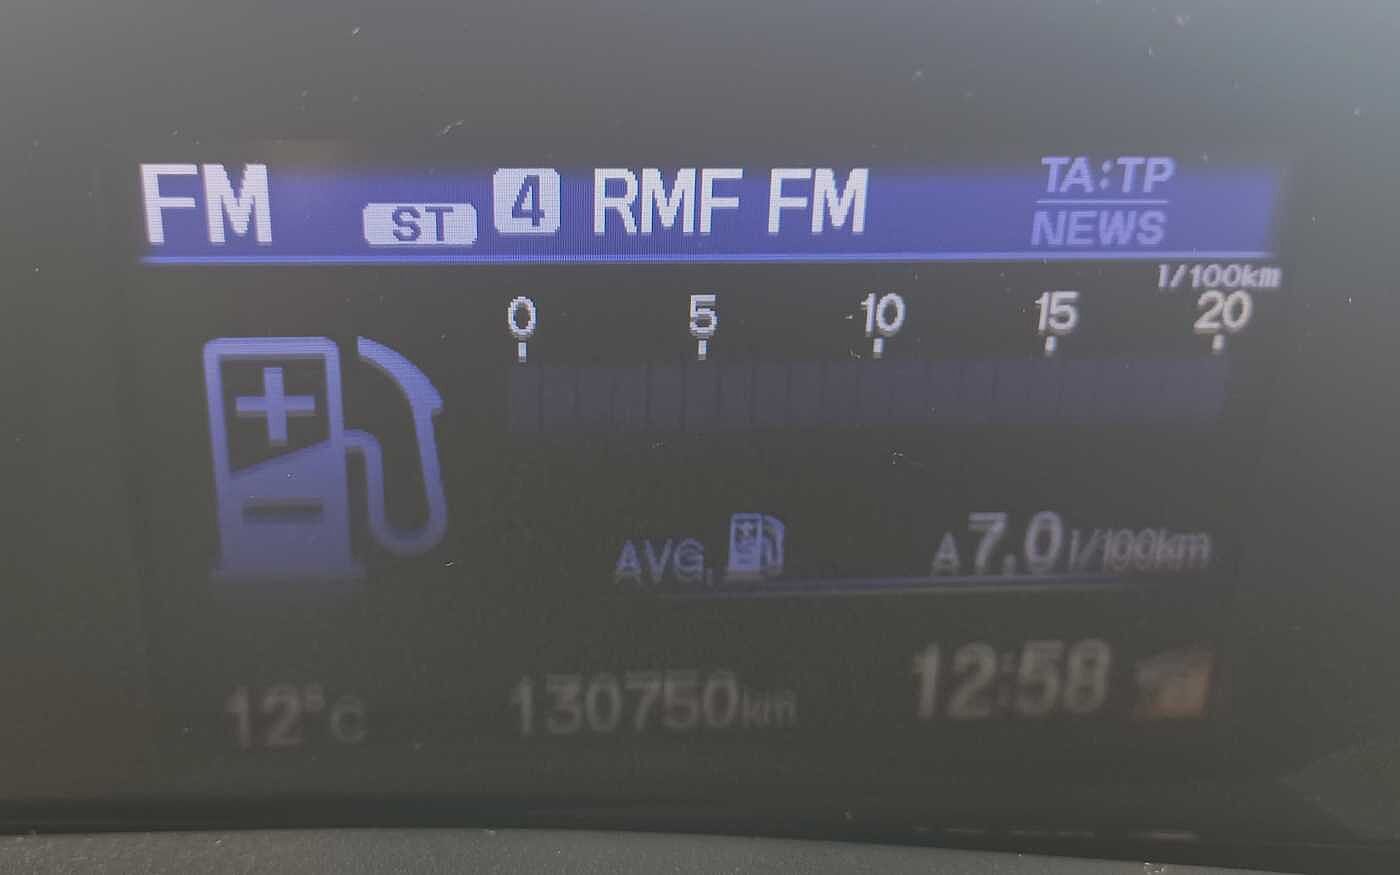 FM ST 4 RMF FM TA:TP
NEWS
l/100km
0 5 10 15 20
AVG. A 7.0 l/100km
12°C 130750km 12:58